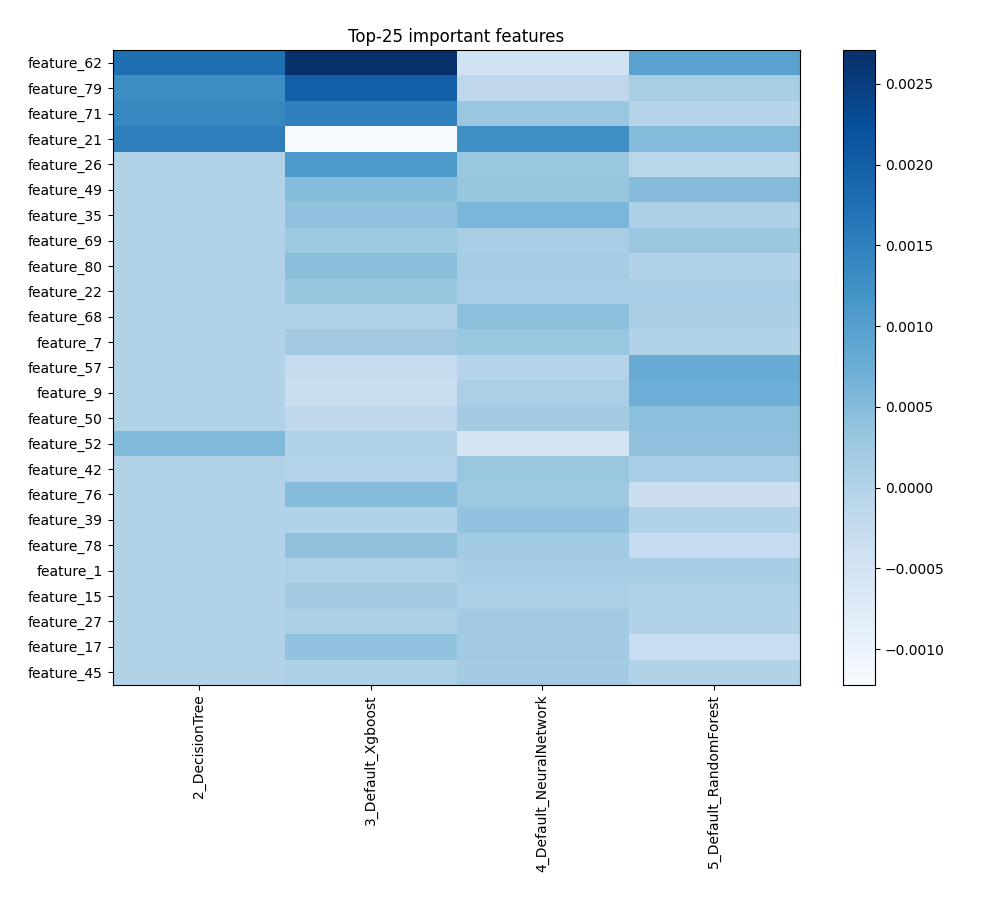 Top-25 important features
feature_62
feature_79
feature_71
feature_21
feature_26
feature_49
feature_35
feature_69
feature_80
feature_22
feature_68
feature_7
feature_57
feature_9
feature_50
feature_52
feature_42
feature_76
feature_39
feature_78
feature_1
feature_15
feature_27
feature_17
feature_45
2_DecisionTree
3_Default_Xgboost
4_Default_NeuralNetwork
5_Default_RandomForest
0.0025
0.0020
0.0015
0.0010
0.0005
0.0000
−0.0005
−0.0010